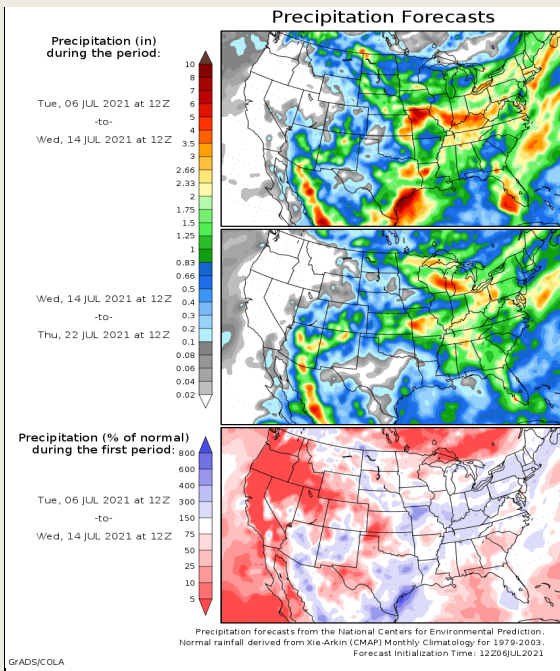 Precipitation Forecasts
Precipitation (in)
during the period:
Tue, 06 JUL 2021 at 12Z
-to-
Wed, 14 JUL 2021 at 12Z
10
8
7
6
5
4
3.5
3
2.66
2.33
2
1.75
1.5
1.25
1
0.83
0.66
0.5
0.4
0.3
0.2
0.1
0.08
0.06
0.04
0.02
Wed, 14 JUL 2021 at 12Z
-to-
Thu, 22 JUL 2021 at 12Z
Precipitation (% of normal)
during the first period:
Tue, 06 JUL 2021 at 12Z
-to-
Wed, 14 JUL 2021 at 12Z
800
600
400
300
150
75
50
25
10
5
Precipitation forecasts from the National Centers for Environmental Prediction.
Normal rainfall derived from Xie-Arkin (CMAP) Monthly Climatology for 1979-2003.
Forecast Initialization Time: 12Z06JUL2021
GrADS/COLA